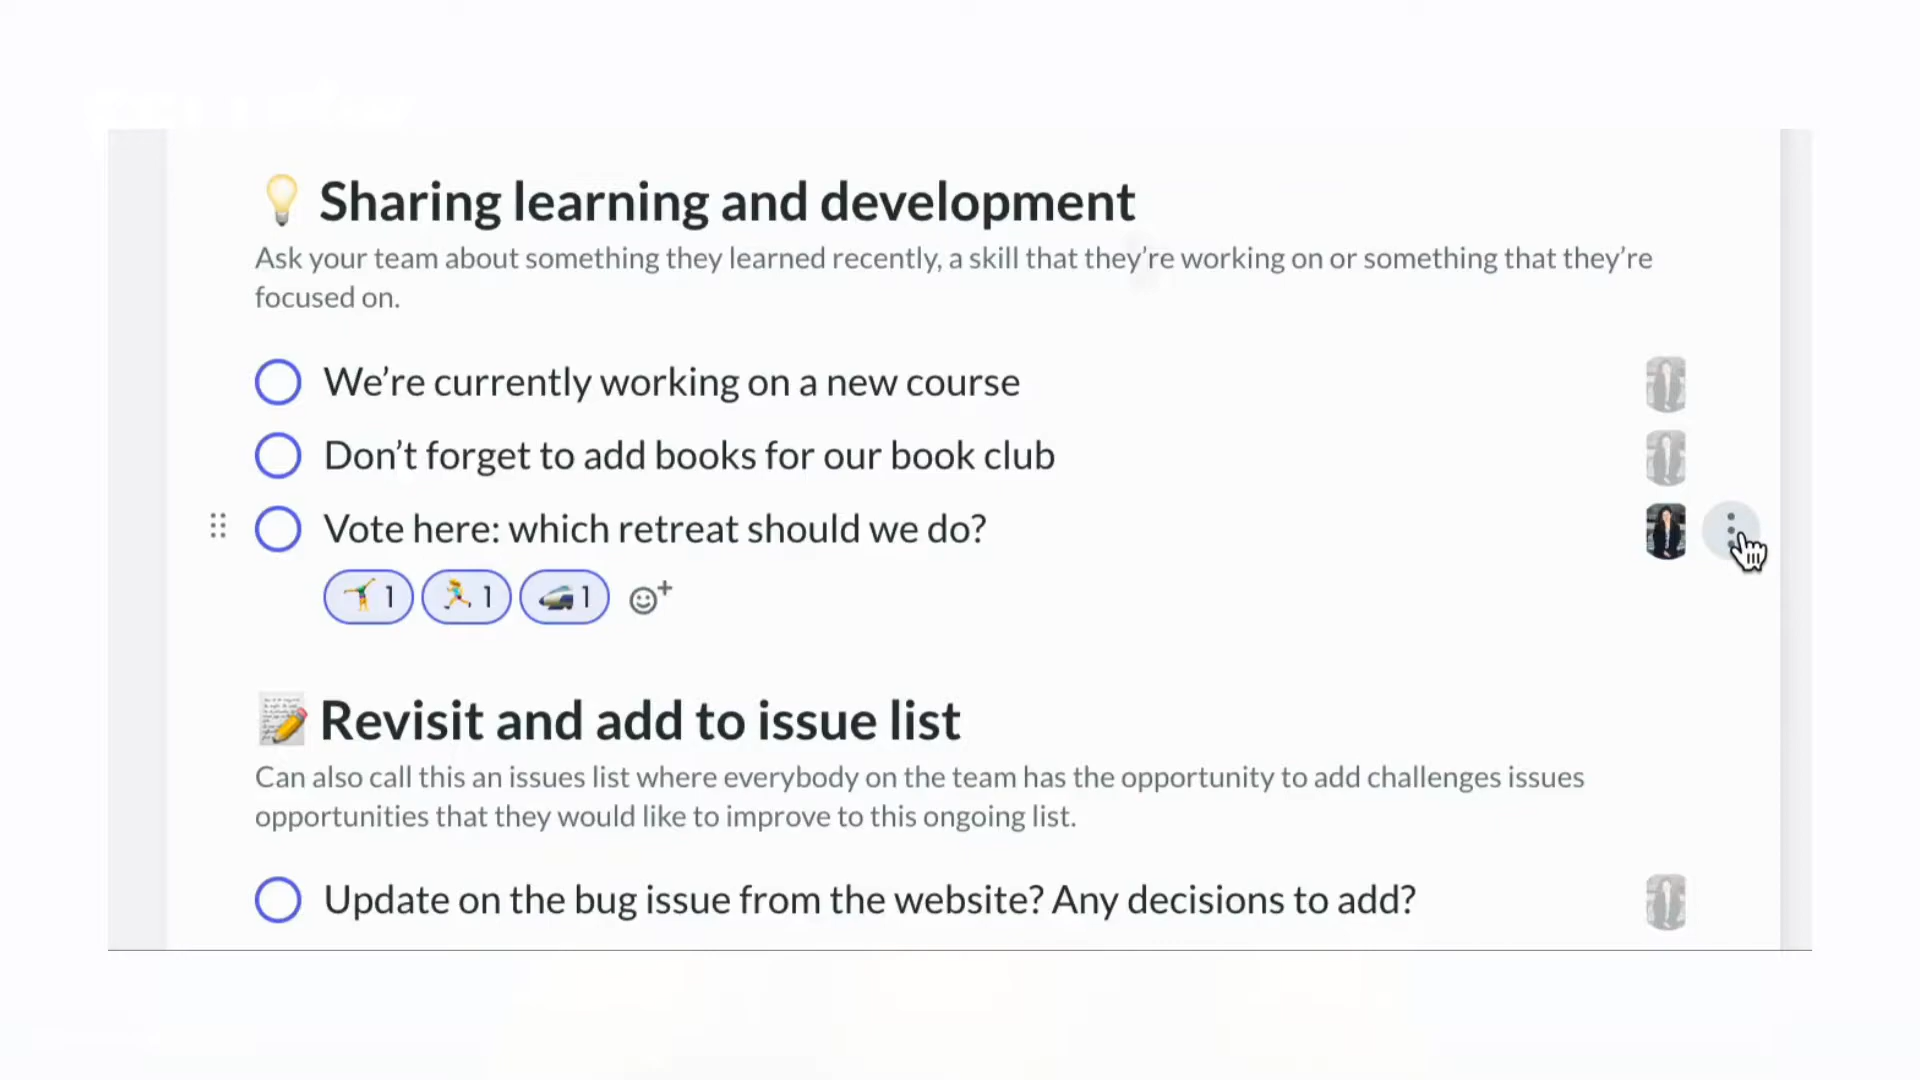 Sharing learning and development
Ask your team about something they learned recently, a skill that they’re working on or something that they’re
focused on.
We’re currently working on a new course
Don’t forget to add books for our book club
Vote here: which retreat should we do?
1 1 1
Revisit and add to issue list
Can also call this an issues list where everybody on the team has the opportunity to add challenges issues
opportunities that they would like to improve to this ongoing list.
Update on the bug issue from the website? Any decisions to add?